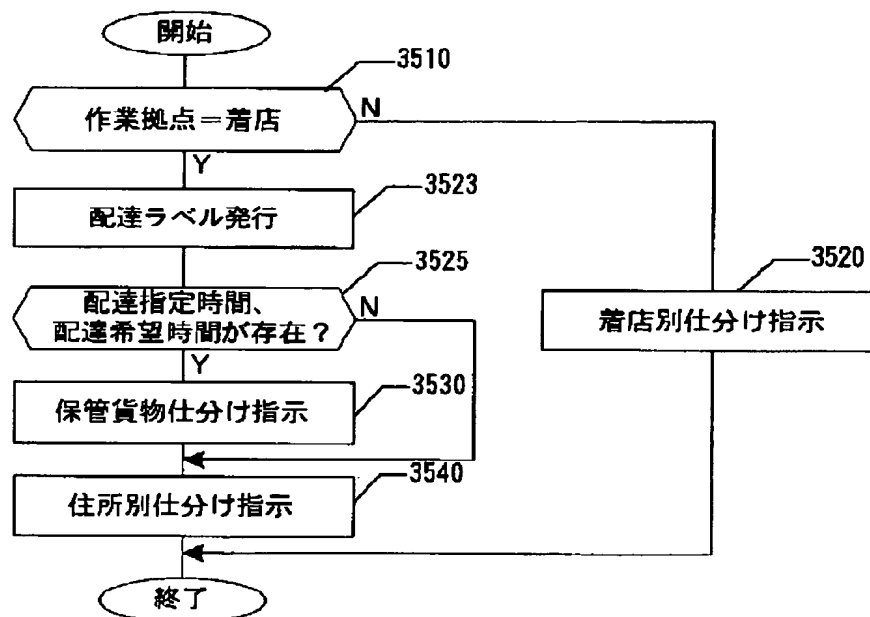 開始
3510
作業拠点＝着店
N
Y
3523
配達ラベル発行
3525
配達指定時間、
配達希望時間が存在？
N
Y
3520
着店別仕分け指示
3530
保管貨物仕分け指示
3540
住所別仕分け指示
終了